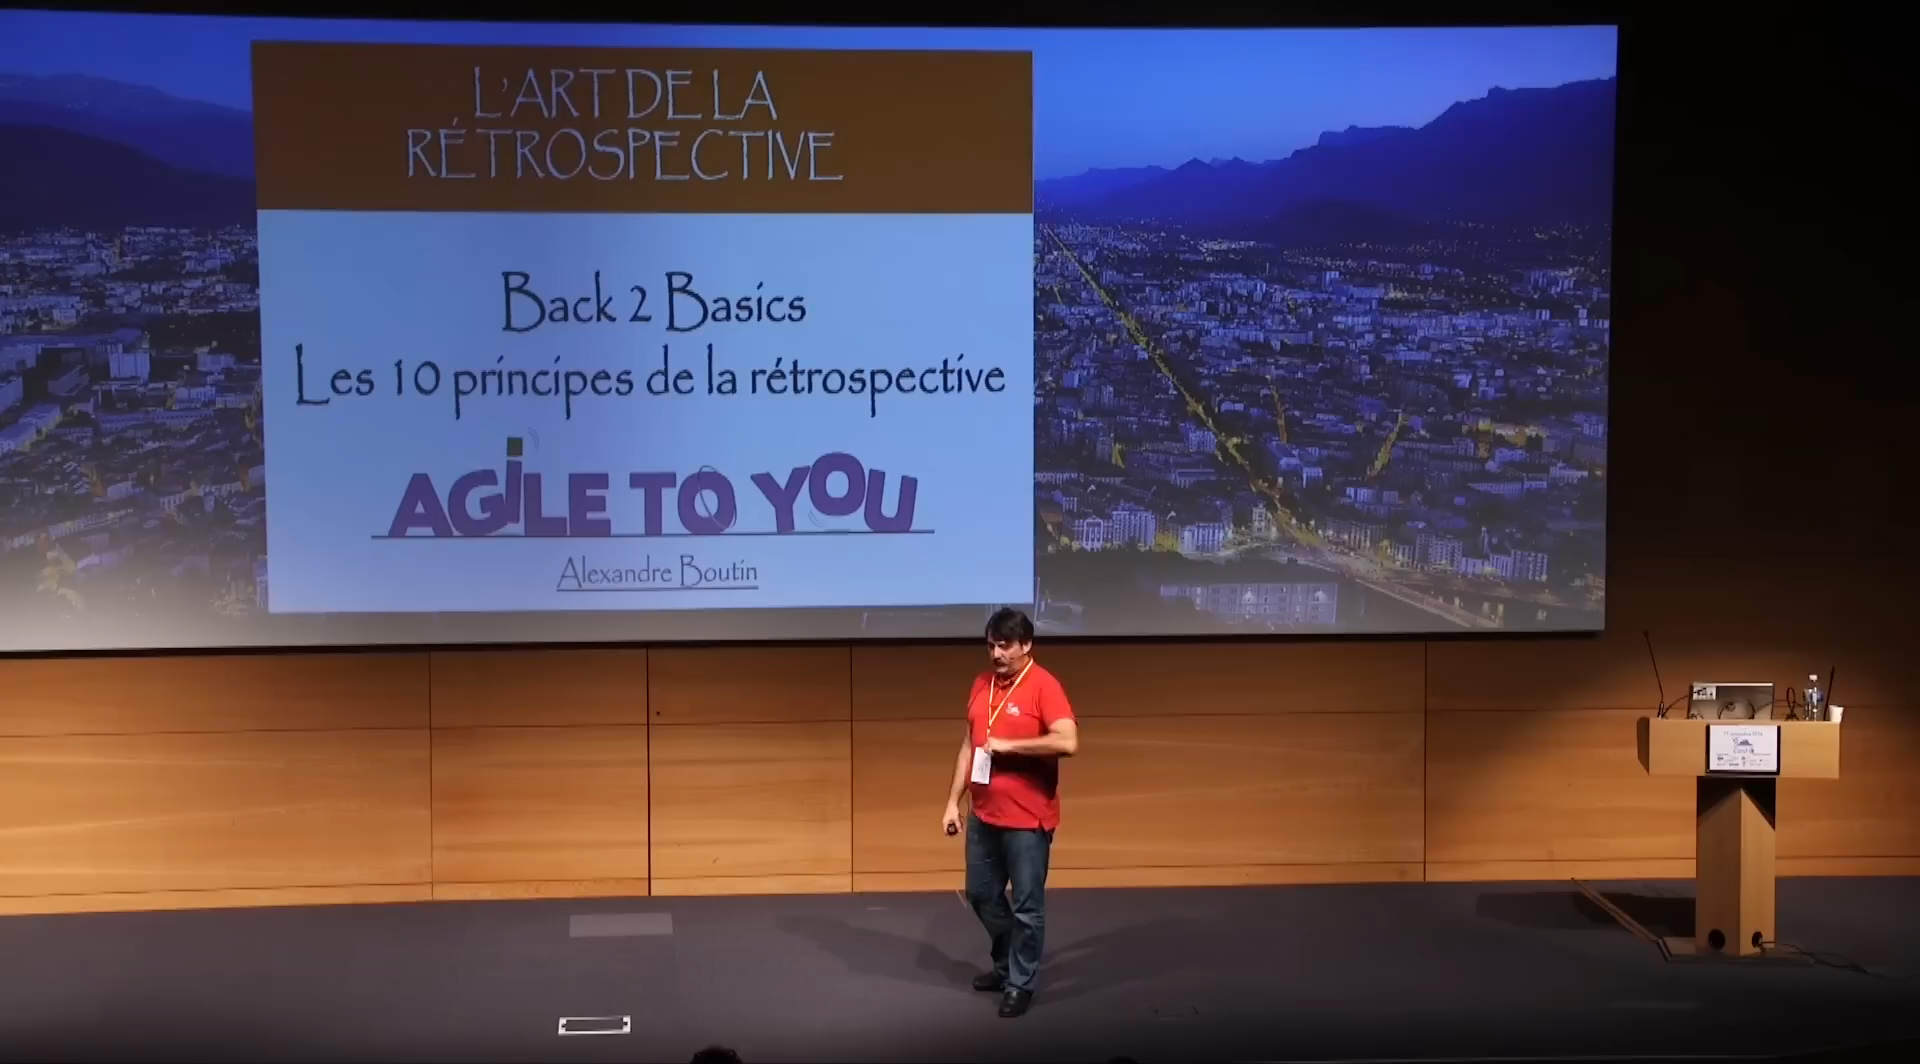 L'ART DE LA
RÉTROSPECTIVE
Back 2 Basics
Les 10 principes de la rétrospective
AGiLE TO YOU
Alexandre Boutin